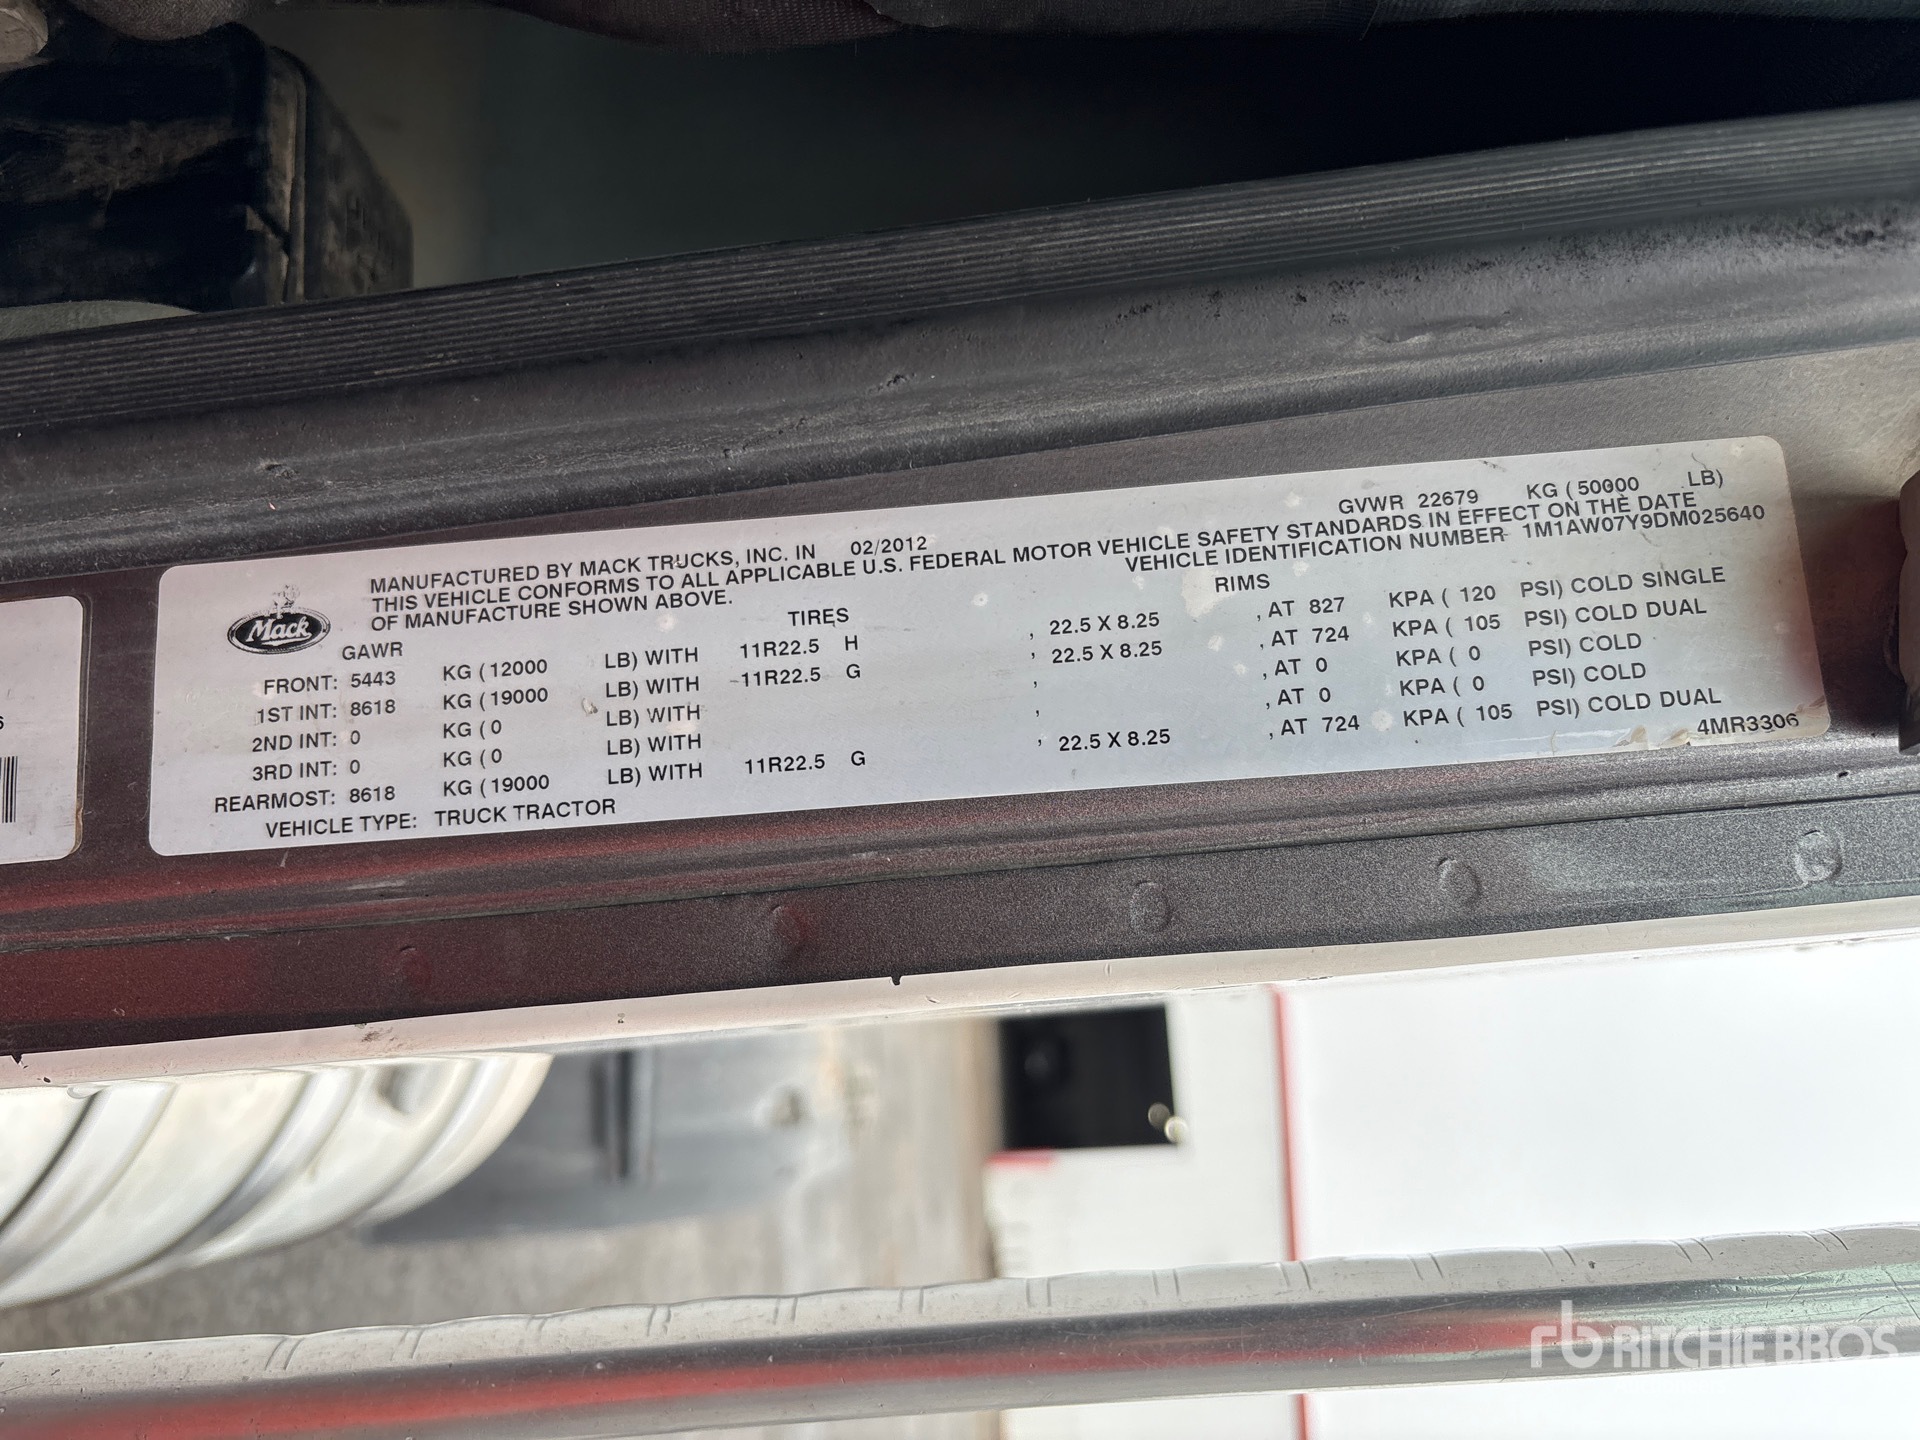 GVWR 22679 KG (50000 LB)
MANUFACTURED BY MACK TRUCKS, INC. IN 02/2012
THIS VEHICLE CONFORMS TO ALL APPLICABLE U.S. FEDERAL MOTOR VEHICLE SAFETY STANDARDS IN EFFECT ON THE DATE
OF MANUFACTURE SHOWN ABOVE. VEHICLE IDENTIFICATION NUMBER 1M1AW07Y9DM025640
Mack
GAWR TIRES RIMS
FRONT: 5443 KG (12000 LB) WITH 11R22.5 H , 22.5 X 8.25 , AT 827 KPA ( 120 PSI) COLD SINGLE
1ST INT: 8618 KG (19000 LB) WITH 11R22.5 G , 22.5 X 8.25 , AT 724 KPA ( 105 PSI) COLD DUAL
2ND INT: 0 KG (0 LB) WITH , , AT 0 KPA ( 0 PSI) COLD
3RD INT: 0 KG (0 LB) WITH , , AT 0 KPA ( 0 PSI) COLD
REARMOST: 8618 KG (19000 LB) WITH 11R22.5 G , 22.5 X 8.25 , AT 724 KPA ( 105 PSI) COLD DUAL
VEHICLE TYPE: TRUCK TRACTOR 4MR3306
6
rb RITCHIE BROS